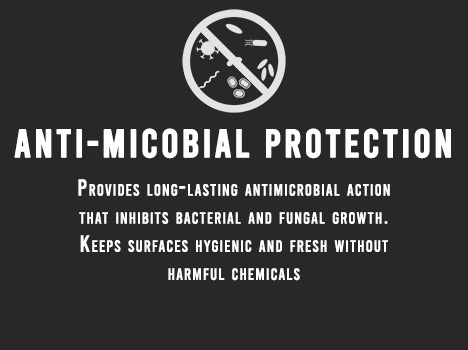 ANTI-MICOBIAL PROTECTION
PROVIDES LONG-LASTING ANTIMICROBIAL ACTION
THAT INHIBITS BACTERIAL AND FUNGAL GROWTH.
KEEPS SURFACES HYGIENIC AND FRESH WITHOUT
HARMFUL CHEMICALS